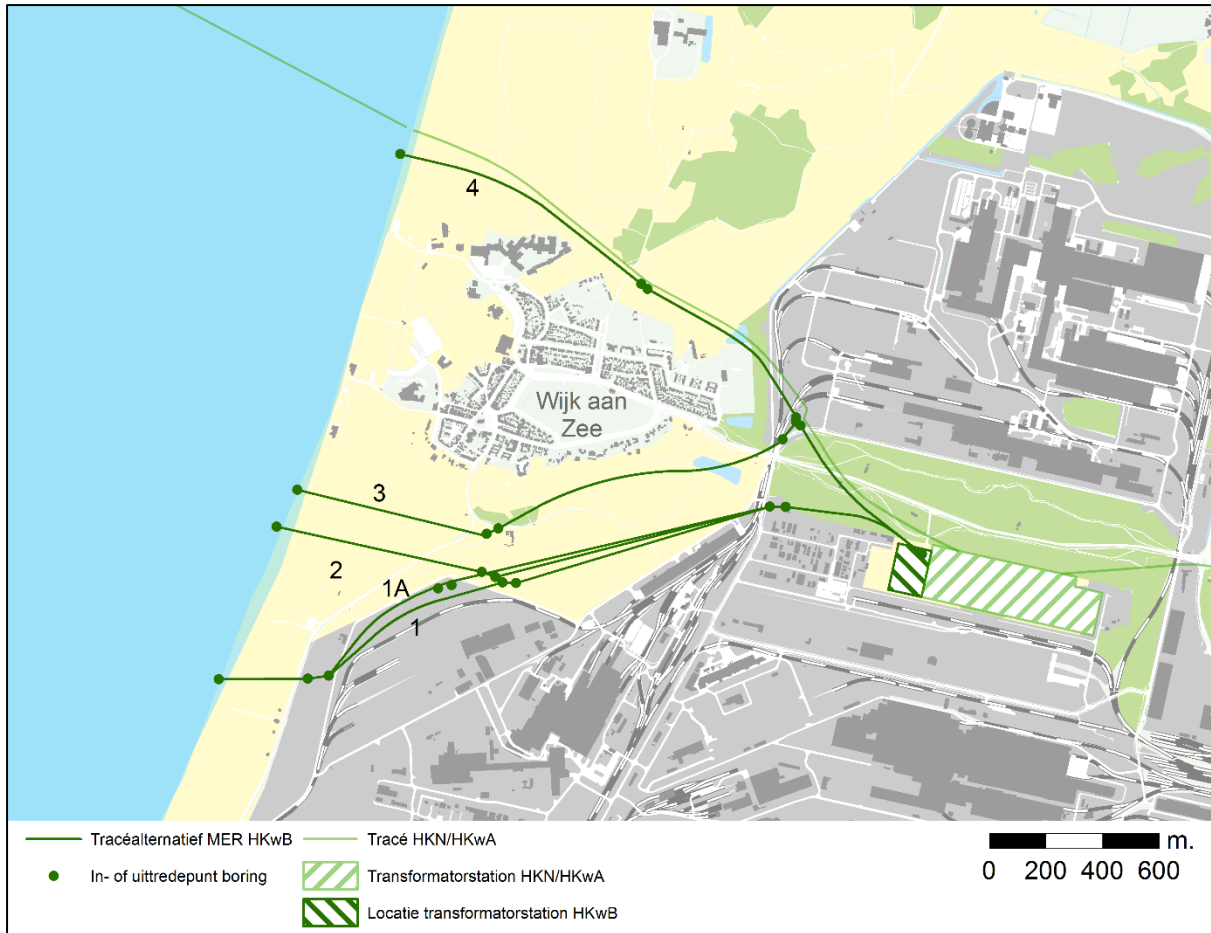 4
Wijk aan
Zee
3
2
1A
1
Tracéalternatief MER HKwB
Tracé HKN/HKwA
m.
In- of uittredepunt boring
Transformatorstation HKN/HKwA
0 200 400 600
Locatie transformatorstation HKwB